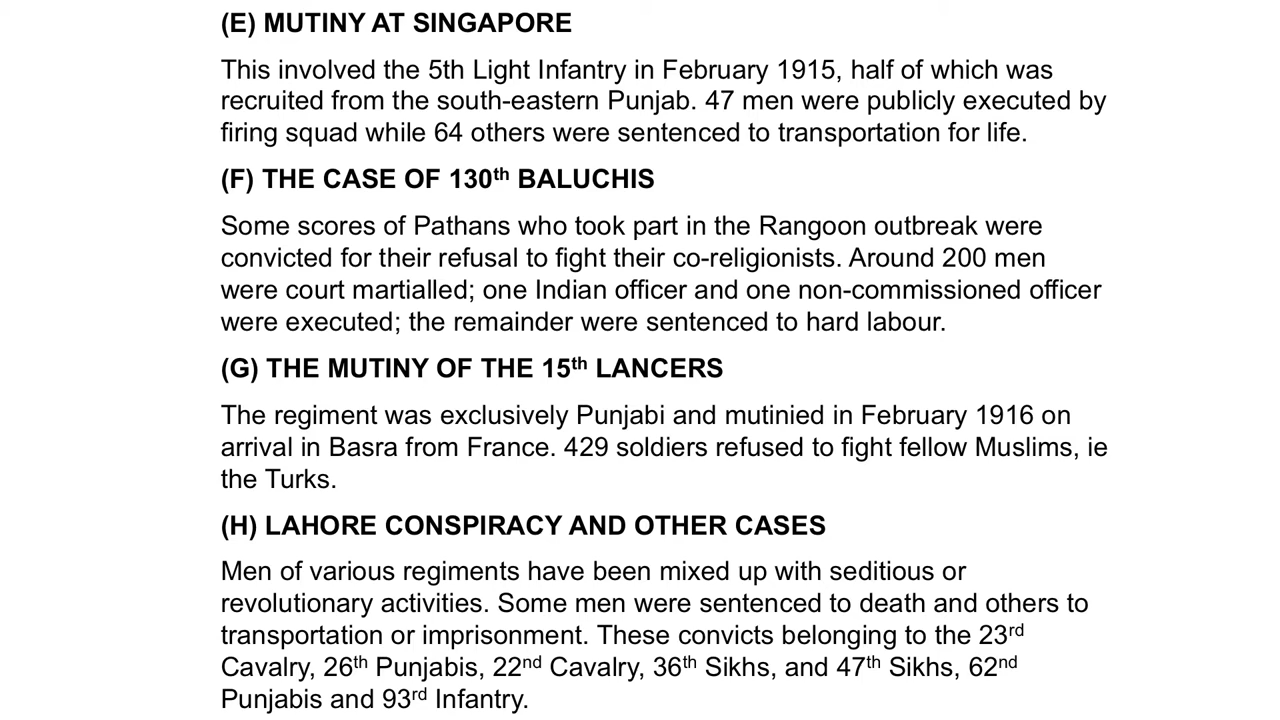 (E) MUTINY AT SINGAPORE
This involved the 5th Light Infantry in February 1915, half of which was
recruited from the south-eastern Punjab. 47 men were publicly executed by
firing squad while 64 others were sentenced to transportation for life.
(F) THE CASE OF 130th BALUCHIS
Some scores of Pathans who took part in the Rangoon outbreak were
convicted for their refusal to fight their co-religionists. Around 200 men
were court martialled; one Indian officer and one non-commissioned officer
were executed; the remainder were sentenced to hard labour.
(G) THE MUTINY OF THE 15th LANCERS
The regiment was exclusively Punjabi and mutinied in February 1916 on
arrival in Basra from France. 429 soldiers refused to fight fellow Muslims, ie
the Turks.
(H) LAHORE CONSPIRACY AND OTHER CASES
Men of various regiments have been mixed up with seditious or
revolutionary activities. Some men were sentenced to death and others to
transportation or imprisonment. These convicts belonging to the 23rd
Cavalry, 26th Punjabis, 22nd Cavalry, 36th Sikhs, and 47th Sikhs, 62nd
Punjabis and 93rd Infantry.